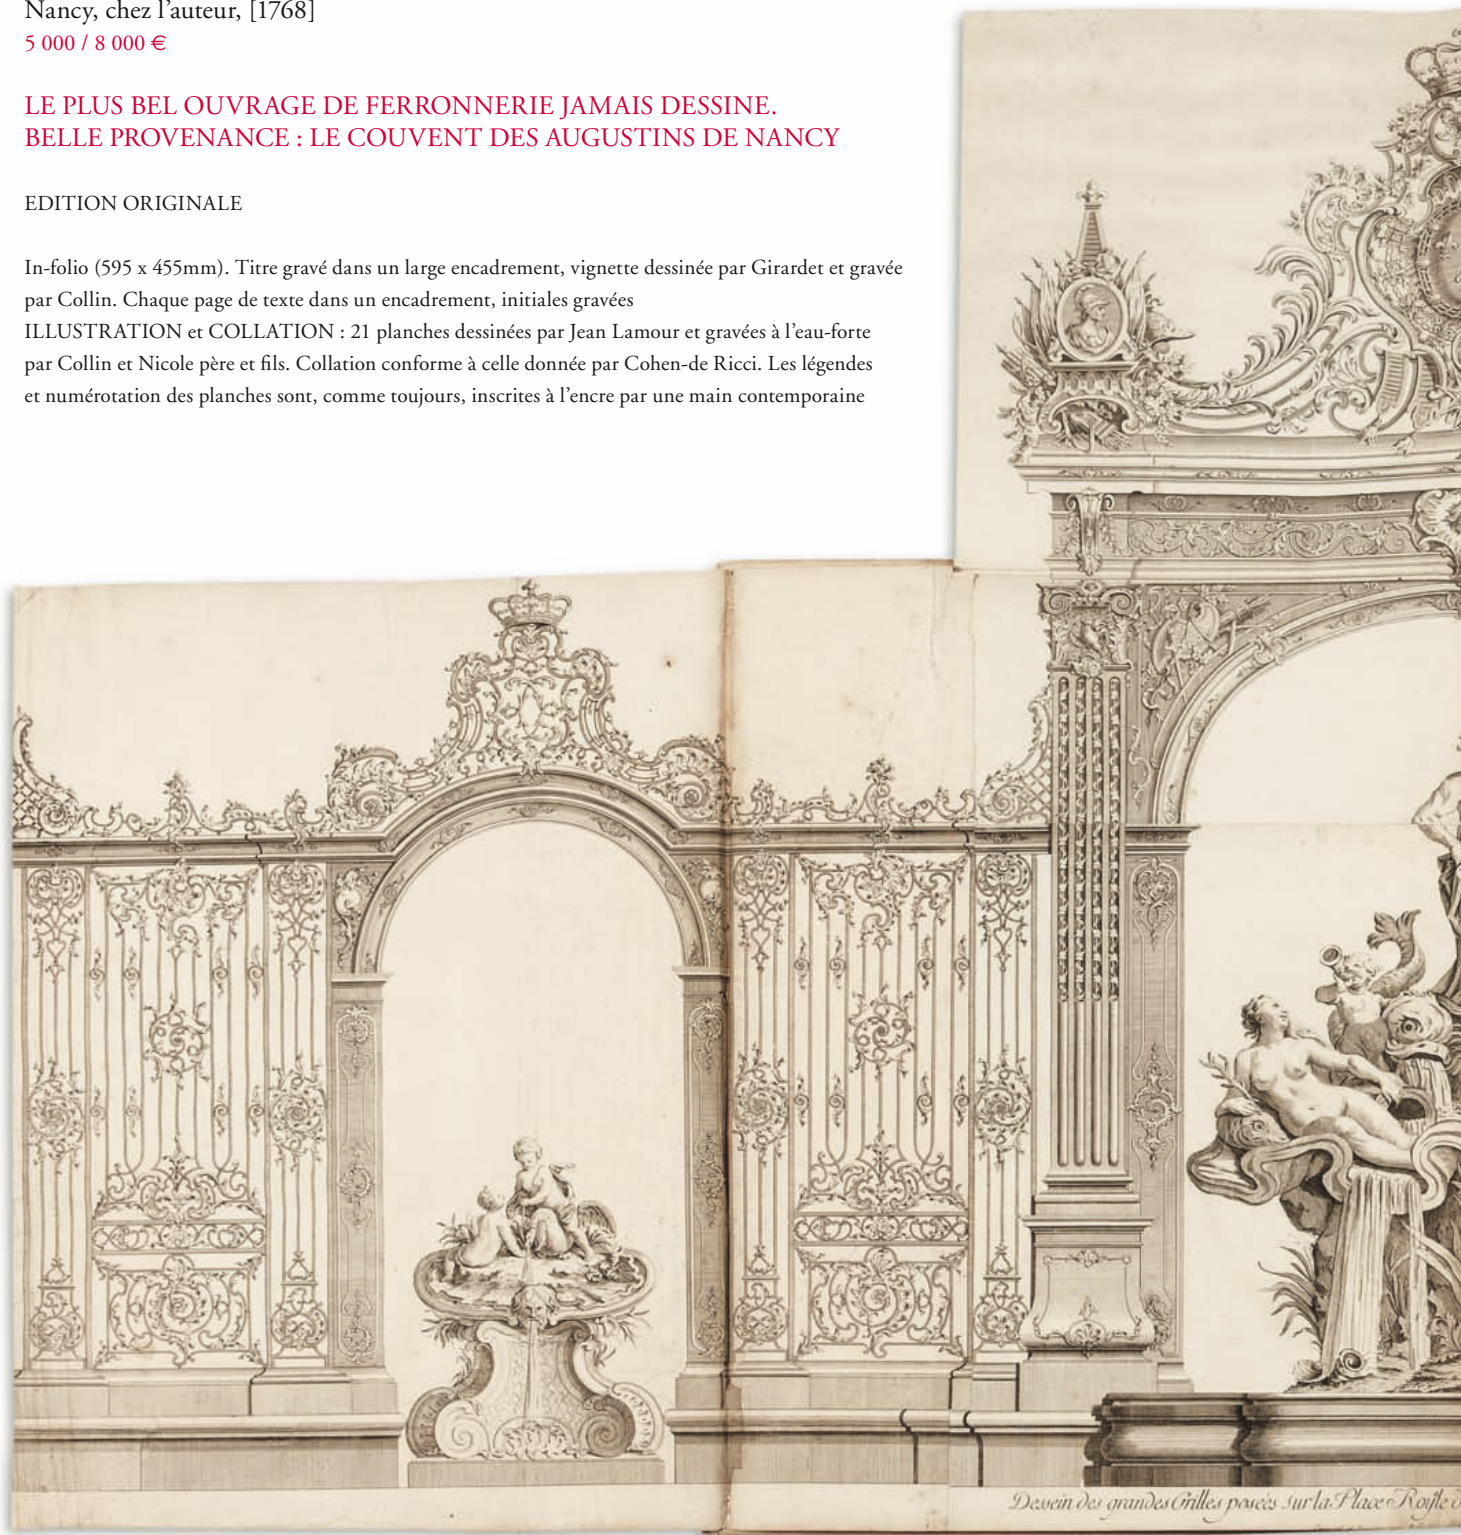 Nancy, chez l’auteur, [1768]
5 000 / 8 000 €
LE PLUS BEL OUVRAGE DE FERRONNERIE JAMAIS DESSINE.
BELLE PROVENANCE : LE COUVENT DES AUGUSTINS DE NANCY
EDITION ORIGINALE
In-folio (595 x 455mm). Titre gravé dans un large encadrement, vignette dessinée par Girardet et gravée
par Collin. Chaque page de texte dans un encadrement, initiales gravées
ILLUSTRATION et COLLATION : 21 planches dessinées par Jean Lamour et gravées à l’eau-forte
par Collin et Nicole père et fils. Collation conforme à celle donnée par Cohen-de Ricci. Les légendes
et numérotation des planches sont, comme toujours, inscrites à l’encre par une main contemporaine
Dessein des grandes Grilles posées sur la Place